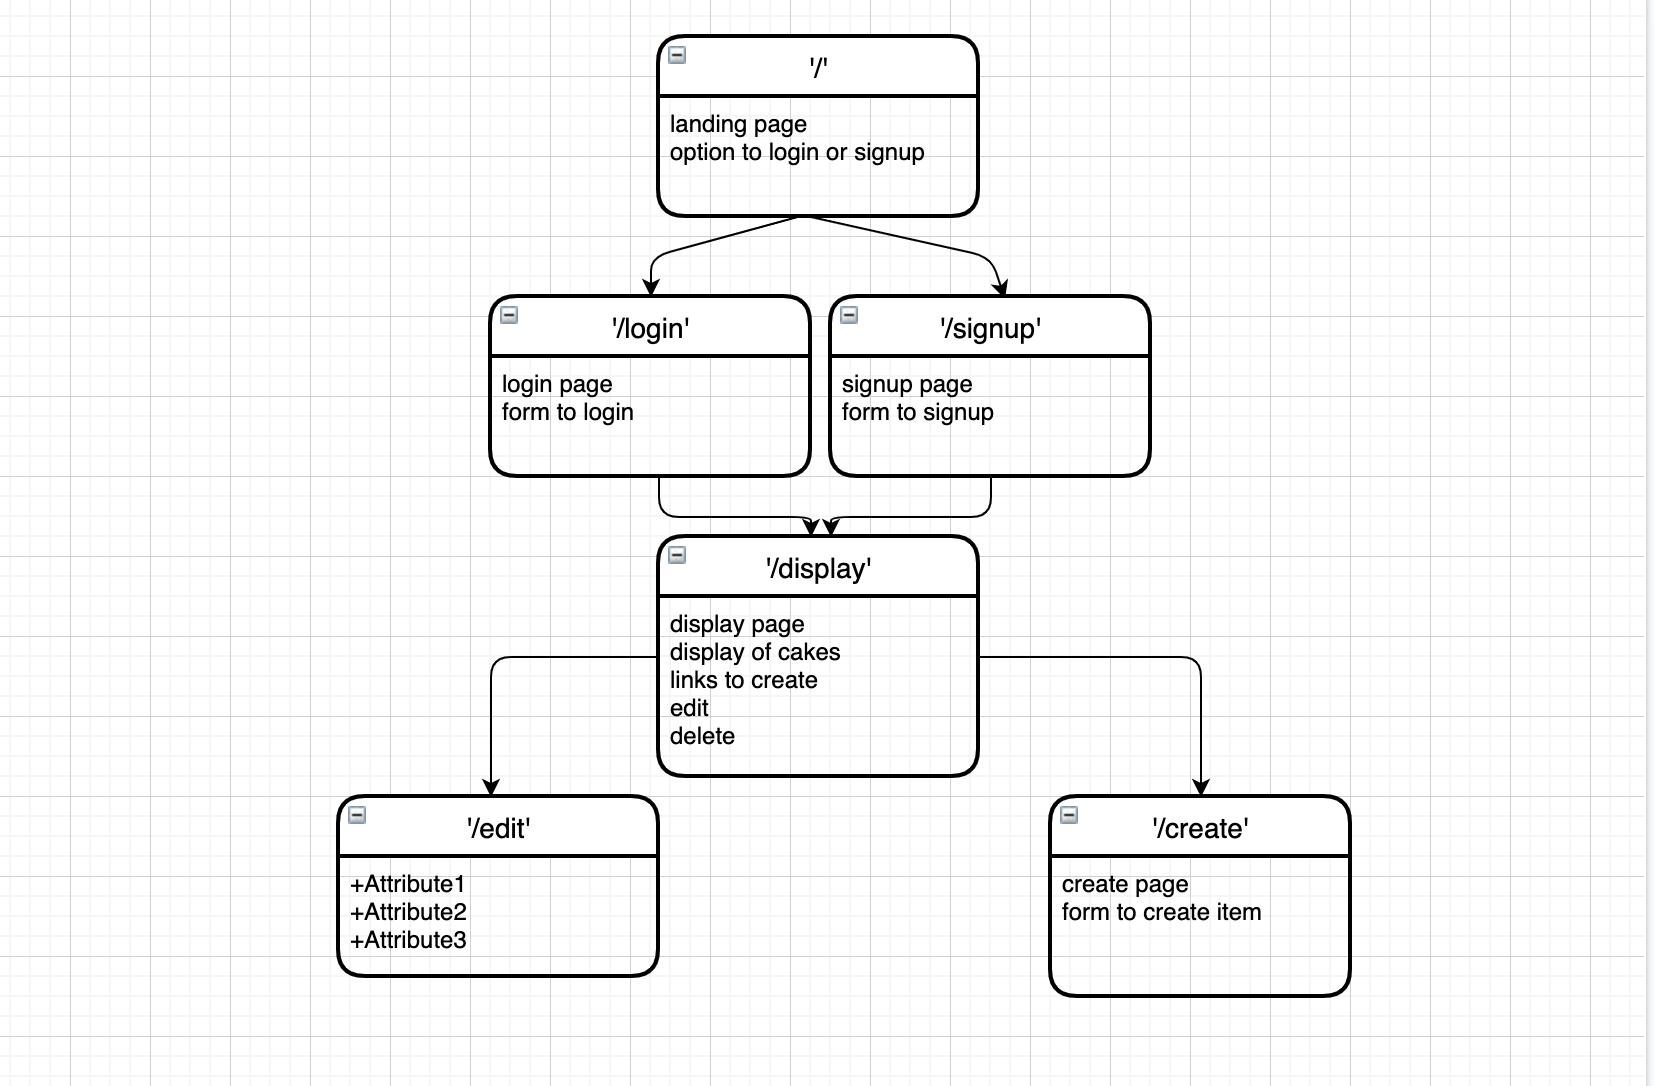 '/'
landing page
option to login or signup
'/login'
login page
form to login
'/signup'
signup page
form to signup
'/display'
display page
display of cakes
links to create
edit
delete
'/edit'
+Attribute1
+Attribute2
+Attribute3
'/create'
create page
form to create item